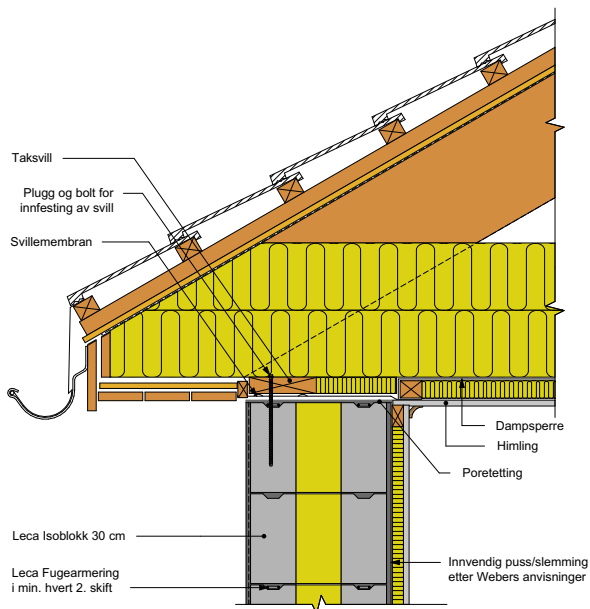 Taksvill
Plugg og bolt for
innfesting av svill
Svillemembran
Dampsperre
Himling
Poretetting
Leca Isoblokk 30 cm
Leca Fugearmering
i min. hvert 2. skift
Innvendig puss/slemming
etter Webers anvisninger